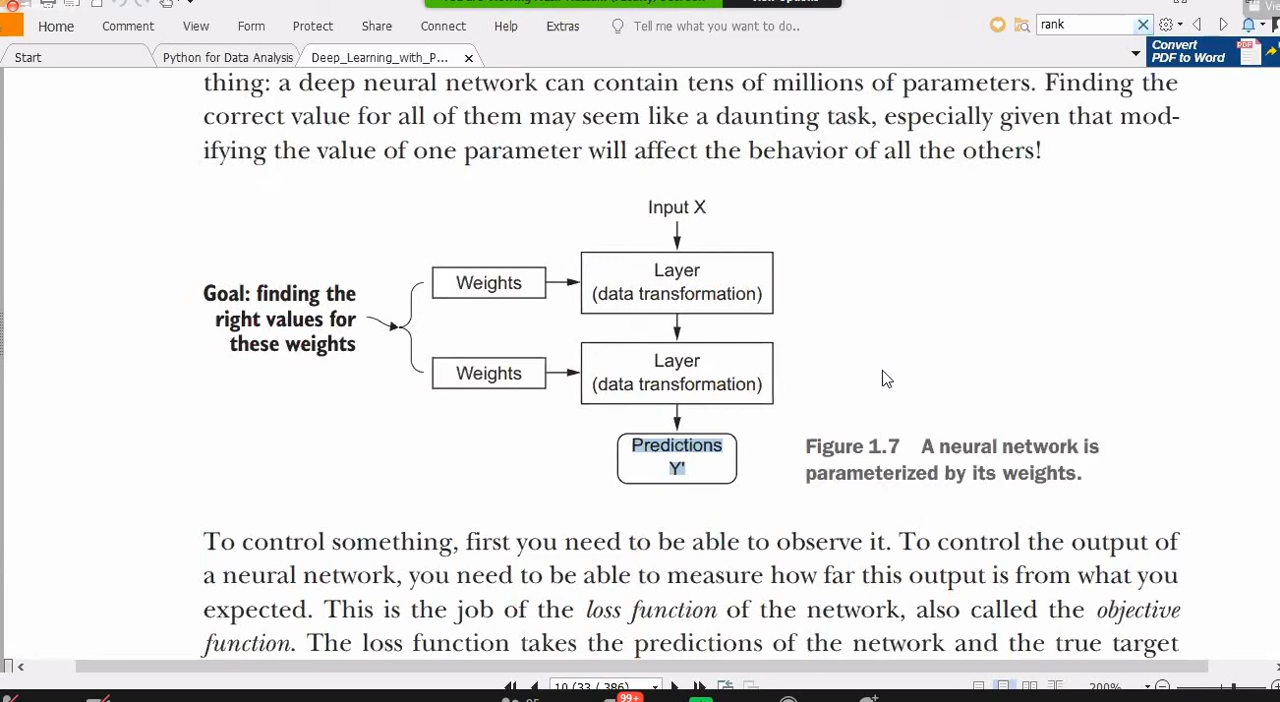 Home Comment View Form Protect Share Connect Help Extras Tell me what you want to do.. rank
Start Python for Data Analysis Deep_Learning_with_P... × Convert
PDF to Word
thing: a deep neural network can contain tens of millions of parameters. Finding the
correct value for all of them may seem like a daunting task, especially given that mod-
ifying the value of one parameter will affect the behavior of all the others!
Input X
Weights
Layer
(data transformation)
Goal: finding the
right values for
these weights
Weights
Layer
(data transformation)
Predictions
Y'
Figure 1.7 A neural network is
parameterized by its weights.
To control something, first you need to be able to observe it. To control the output of
a neural network, you need to be able to measure how far this output is from what you
expected. This is the job of the loss function of the network, also called the objective
function. The loss function takes the predictions of the network and the true target
10 (33 / 386)
200%
99+